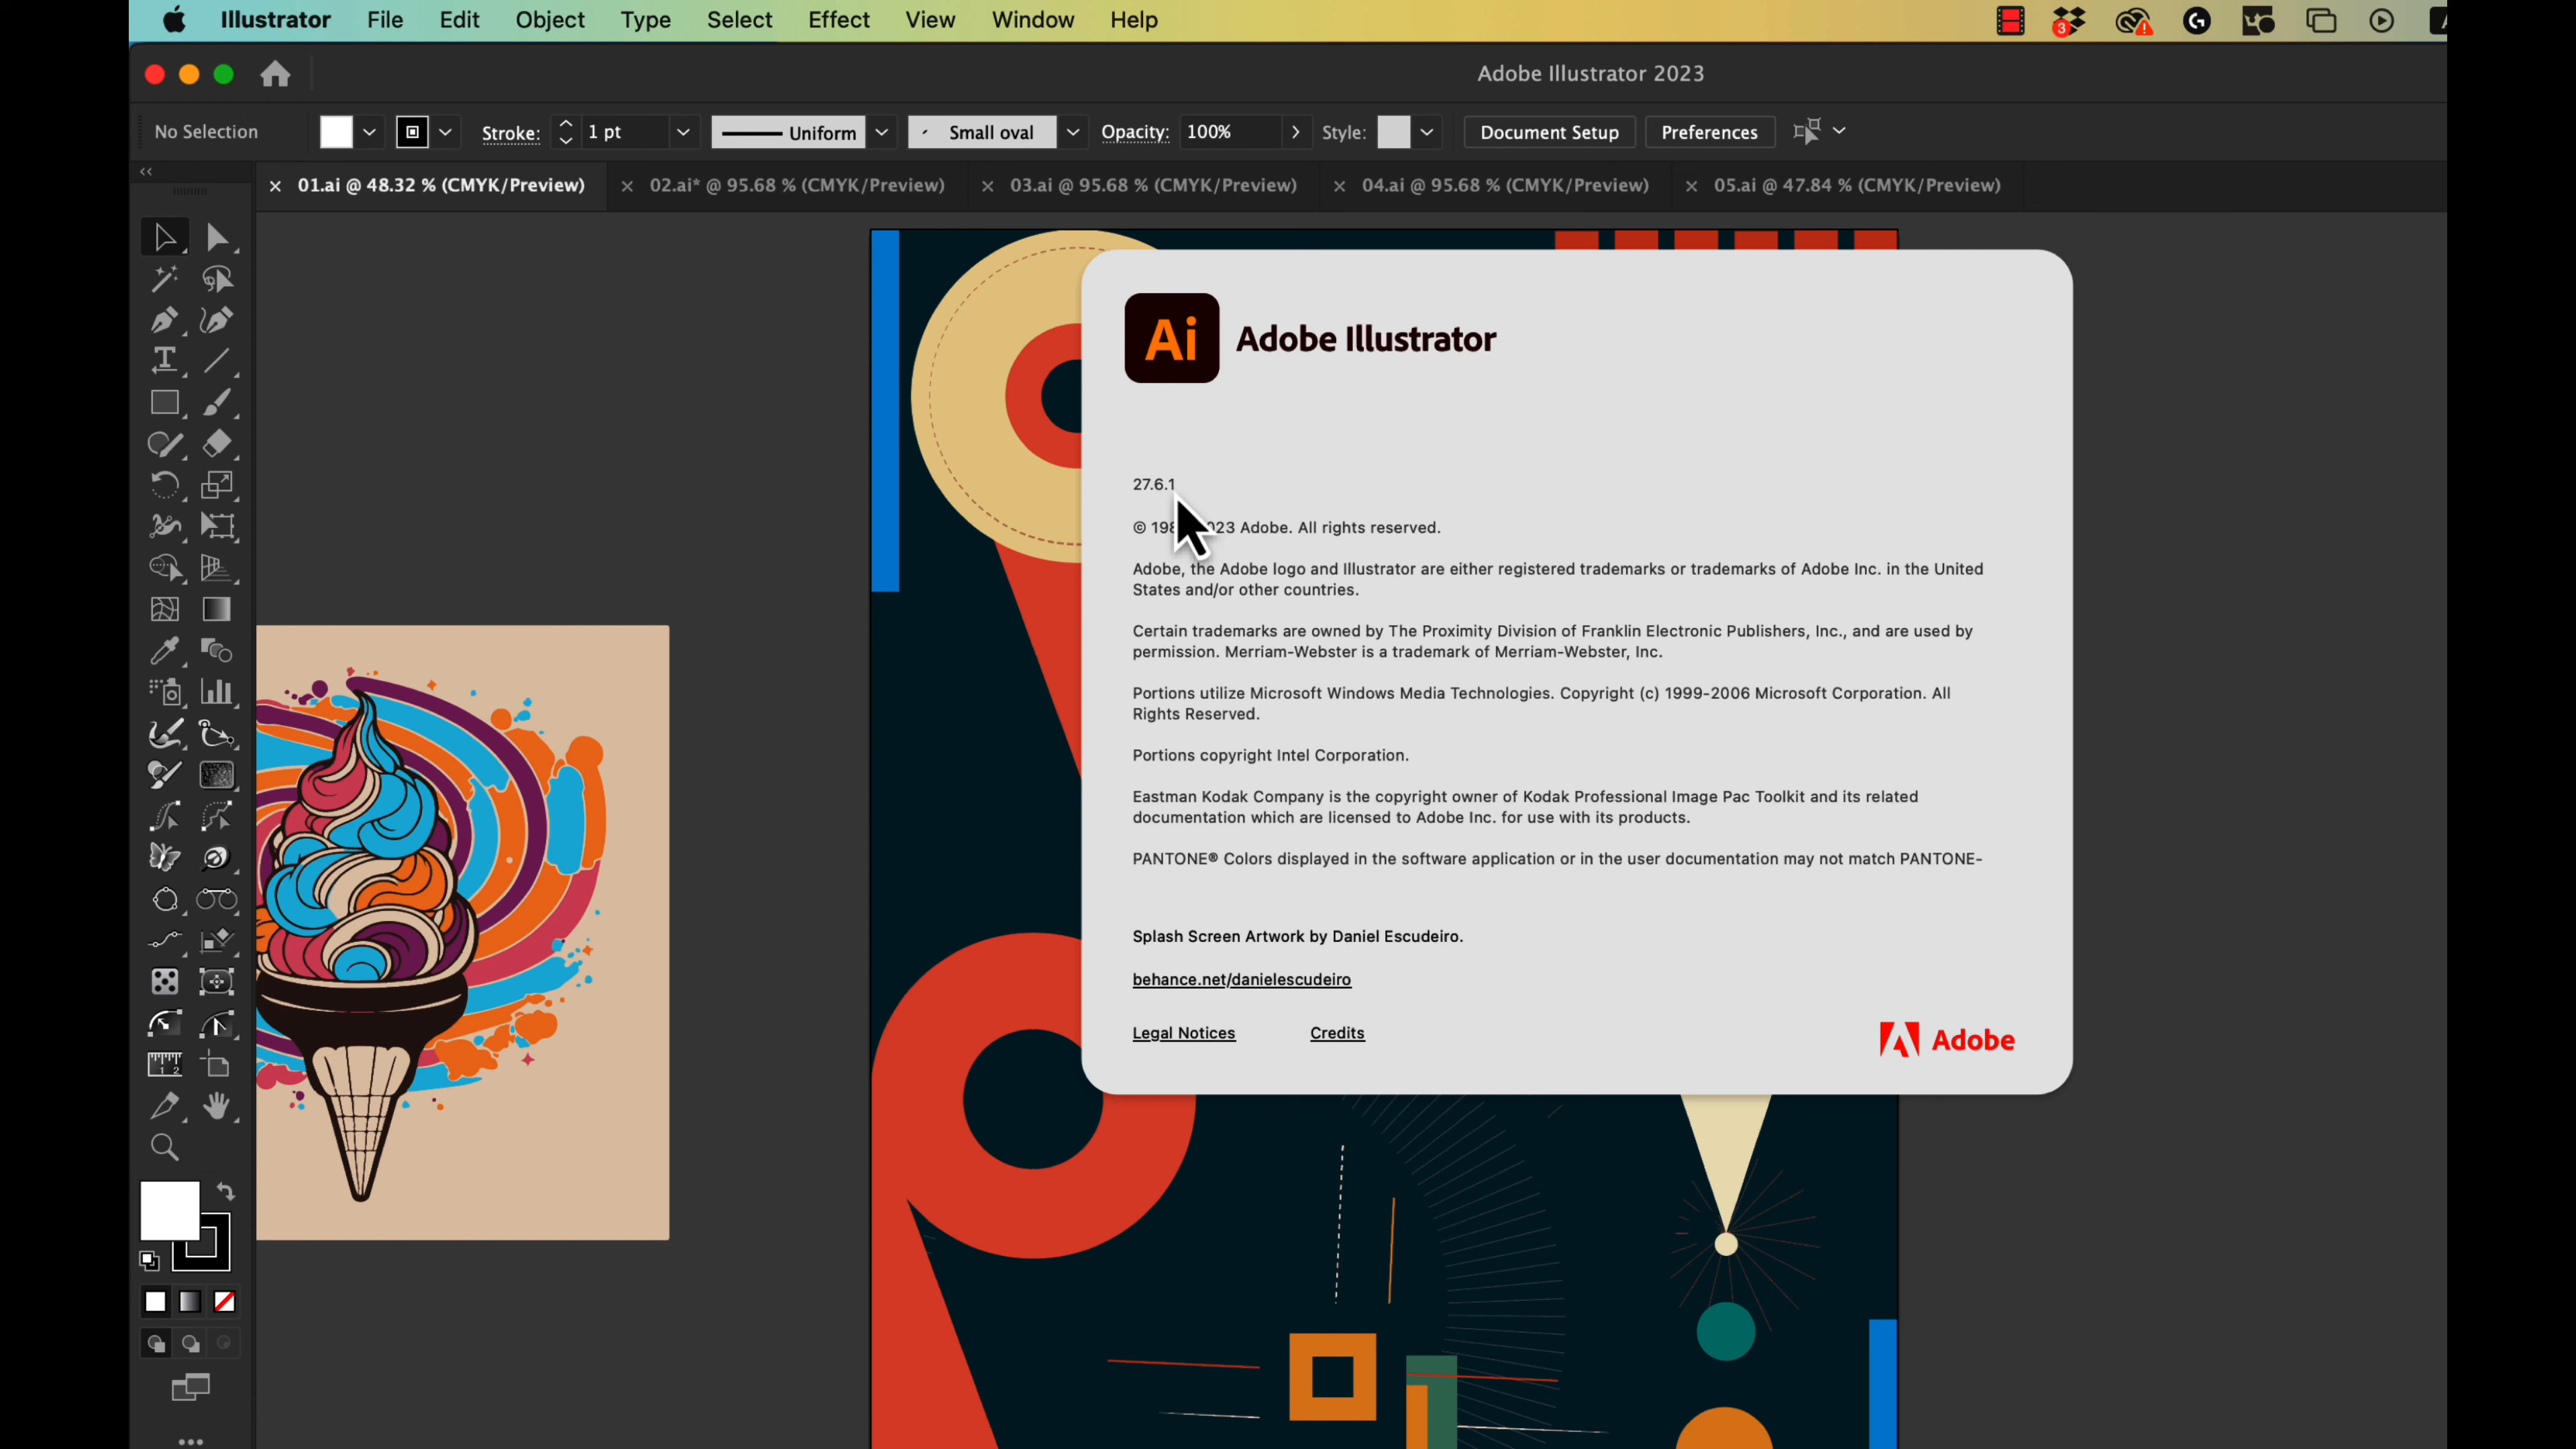 Illustrator File Edit Object Type Select Effect View Window Help
3
Adobe Illustrator 2023
No Selection Stroke: 1 pt Uniform Small oval Opacity: 100% Style: Document Setup Preferences
01.ai @ 48.32 % (CMYK/Preview) 02.ai* @ 95.68 % (CMYK/Preview) 03.ai @ 95.68 % (CMYK/Preview) 04.ai @ 95.68 % (CMYK/Preview) 05.ai @ 47.84 % (CMYK/Preview)
Ai Adobe Illustrator
27.6.1
© 23 Adobe. All rights reserved.
Adobe, the Adobe logo and Illustrator are either registered trademarks or trademarks of Adobe Inc. in the United
States and/or other countries.
Certain trademarks are owned by The Proximity Division of Franklin Electronic Publishers, Inc., and are used by
permission. Merriam-Webster is a trademark of Merriam-Webster, Inc.
Portions utilize Microsoft Windows Media Technologies. Copyright (c) 1999-2006 Microsoft Corporation. All
Rights Reserved.
Portions copyright Intel Corporation.
Eastman Kodak Company is the copyright owner of Kodak Professional Image Pac Toolkit and its related
documentation which are licensed to Adobe Inc. for use with its products.
PANTONE® Colors displayed in the software application or in the user documentation may not match PANTONE-
Splash Screen Artwork by Daniel Escudeiro.
behance.net/danielescudeiro
Legal Notices Credits
Adobe